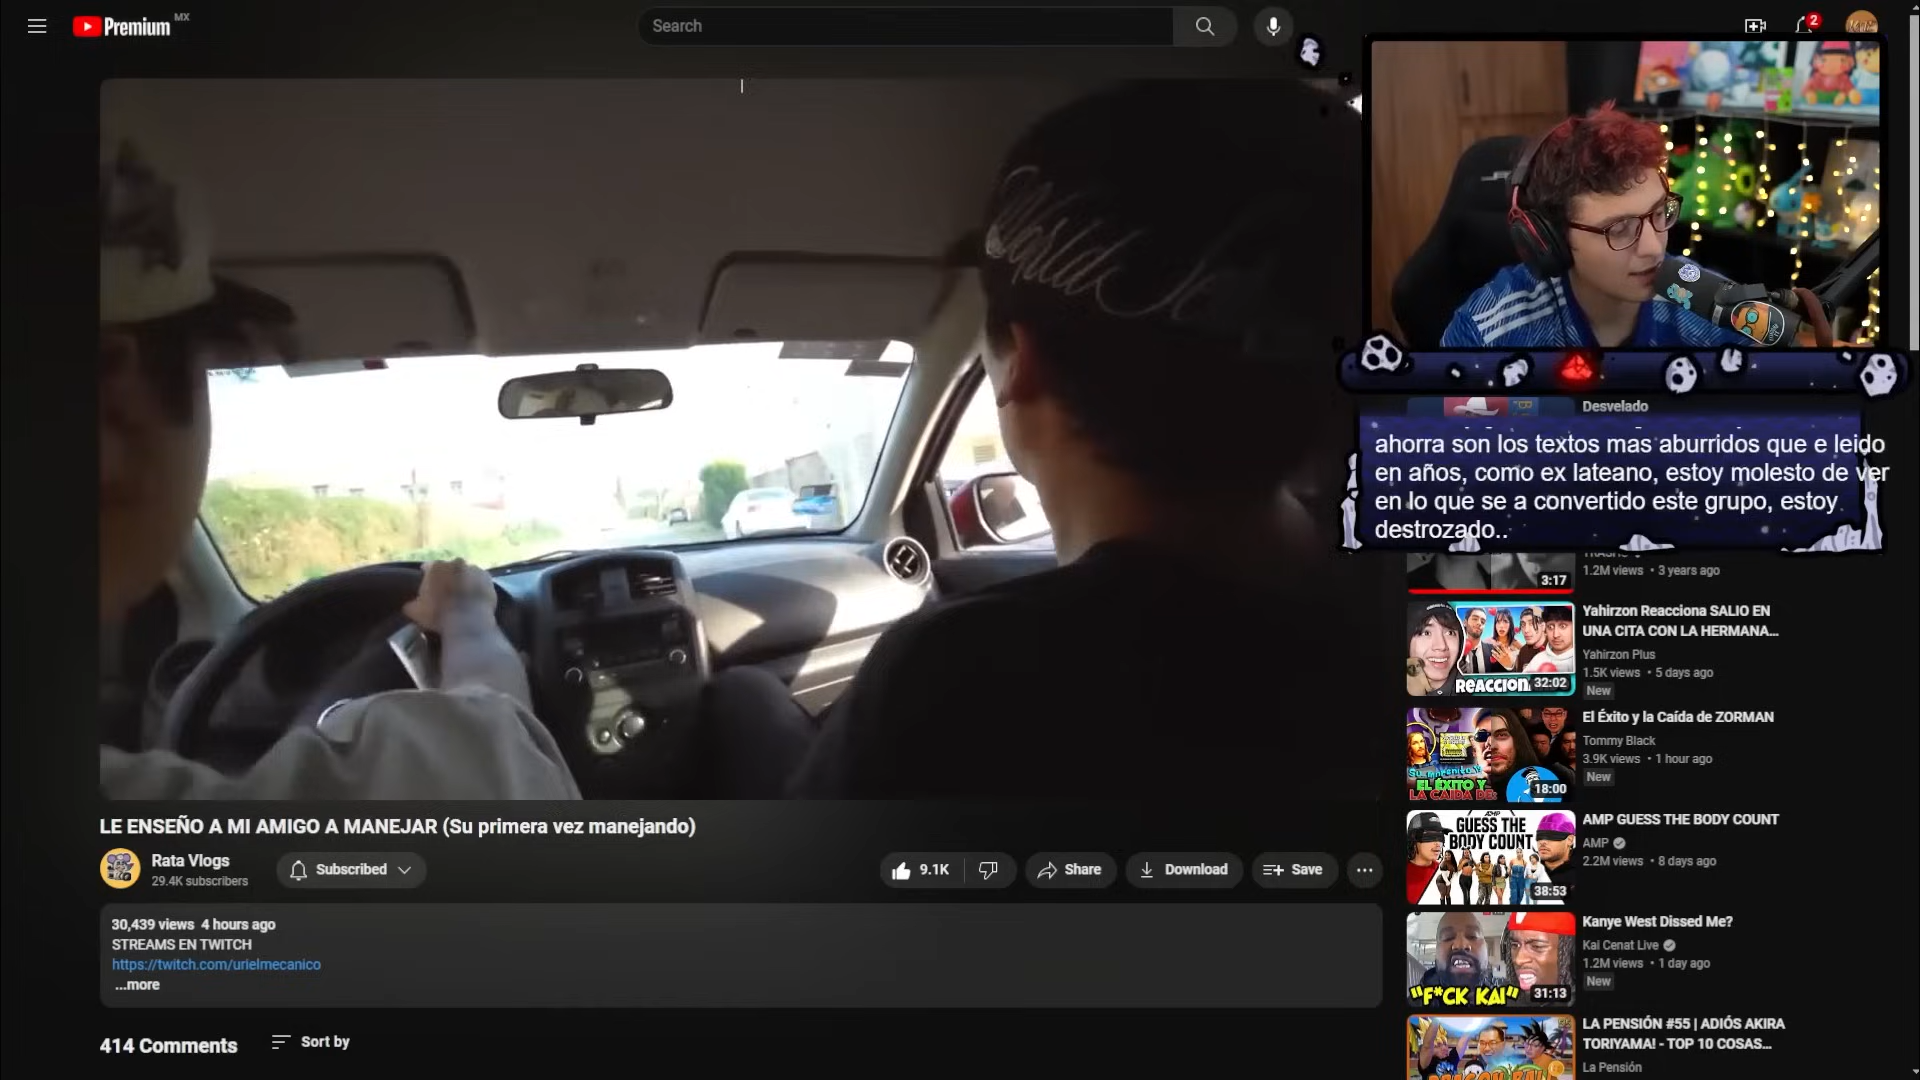 Premium MX
Search
2
LE ENSEÑO A MI AMIGO A MANEJAR (Su primera vez manejando)
Rata Vlogs
29.4K subscribers
Subscribed
9.1K
Share
Download
Save
30,439 views 4 hours ago
STREAMS EN TWITCH
https://twitch.com/urielmecanico
...more
414 Comments
Sort by
Desvelado
ahorra son los textos mas aburridos que e leido
en años, como ex lateano, estoy molesto de ver
en lo que se a convertido este grupo, estoy
destrozado..
3:17
1.2M views • 3 years ago
REACCION
32:02
Yahirzon Reacciona SALIO EN
UNA CITA CON LA HERMANA...
Yahirzon Plus
1.5K views • 5 days ago
New
EL ÉXITO Y
LA CAIDA DE:
18:00
El Éxito y la Caída de ZORMAN
Tommy Black
3.9K views • 1 hour ago
New
AMP
GUESS THE
BODY COUNT
38:53
AMP GUESS THE BODY COUNT
AMP
2.2M views • 8 days ago
"F*CK KAI"
31:13
Kanye West Dissed Me?
Kai Cenat Live
1.2M views • 1 day ago
New
LA PENSIÓN #55 | ADIÓS AKIRA
TORIYAMA! - TOP 10 COSAS...
La Pensión